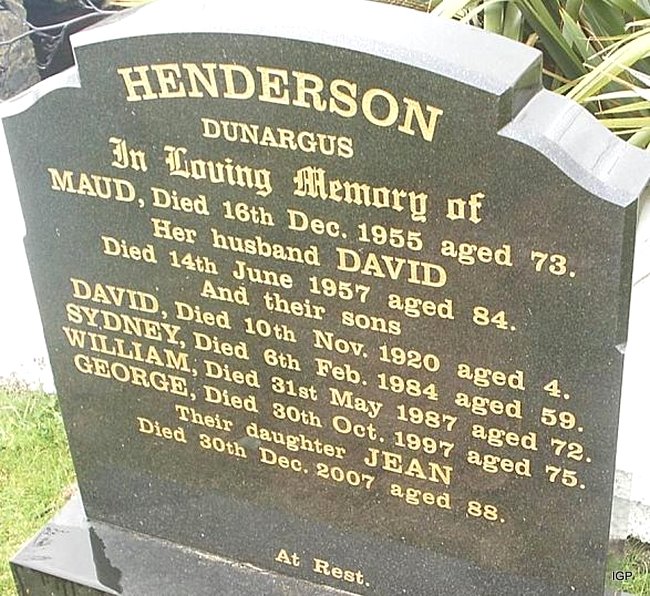 HENDERSON
DUNARGUS
In Loving Memory of
MAUD, Died 16th Dec. 1955 aged 73.
Her husband DAVID
Died 14th June 1957 aged 84.
And their sons
DAVID, Died 10th Nov. 1920 aged 4.
SYDNEY, Died 6th Feb. 1984 aged 59.
WILLIAM, Died 31st May 1987 aged 72.
GEORGE, Died 30th Oct. 1997 aged 75.
Their daughter JEAN
Died 30th Dec. 2007 aged 88.
At Rest.
IGP